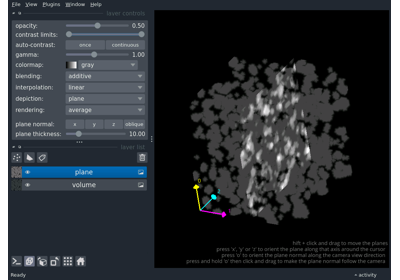 File View Plugins Window Help
layer controls
opacity: 0.50
contrast limits:
auto-contrast: once continuous
gamma: 1.00
colormap: gray
blending: additive
interpolation: linear
depiction: plane
rendering: average
plane normal: x y z oblique
plane thickness: 10.00
layer list
plane
volume
shift + click and drag to move the planes
press 'x', 'y' or 'z' to orient the plane along that axis around the cursor
press 'o' to orient the plane normal along the camera view direction
press and hold 'o' then click and drag to make the plane normal follow the camera
Ready
activity